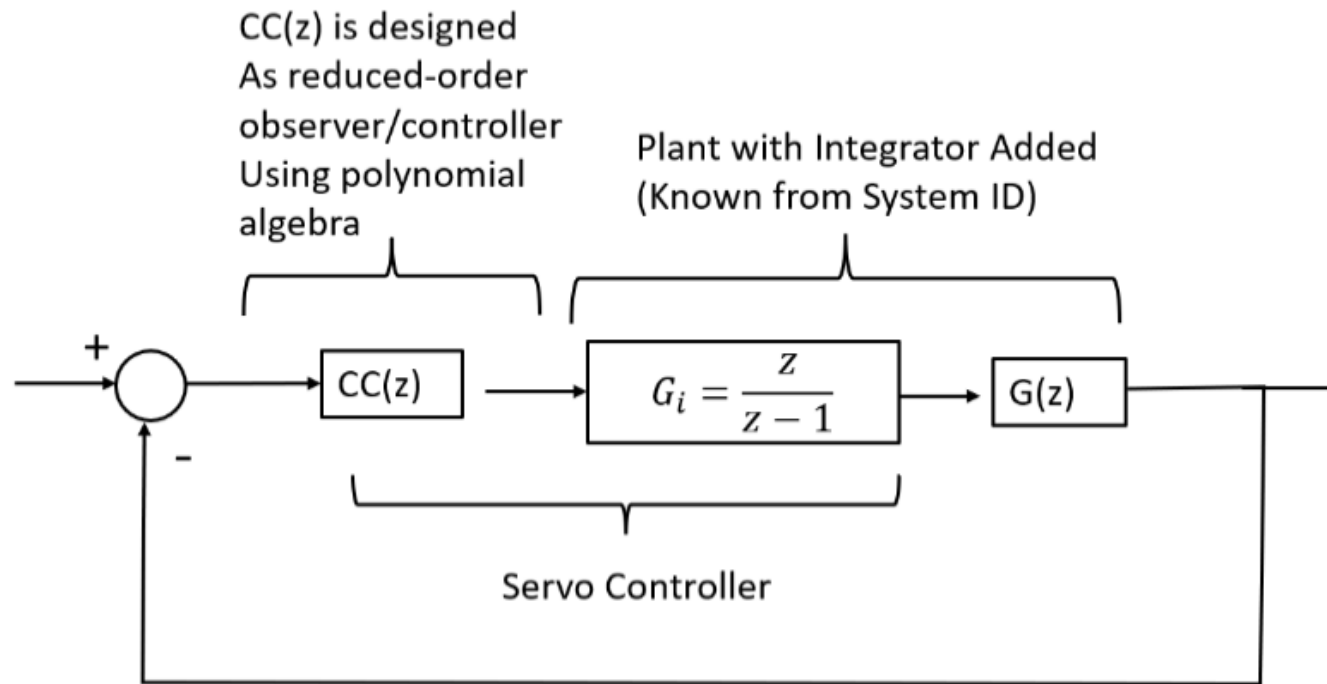 CC(z) is designed
As reduced-order
observer/controller
Using polynomial
algebra
Plant with Integrator Added
(Known from System ID)
+
CC(z)
G_i = z / (z − 1)
G(z)
-
Servo Controller